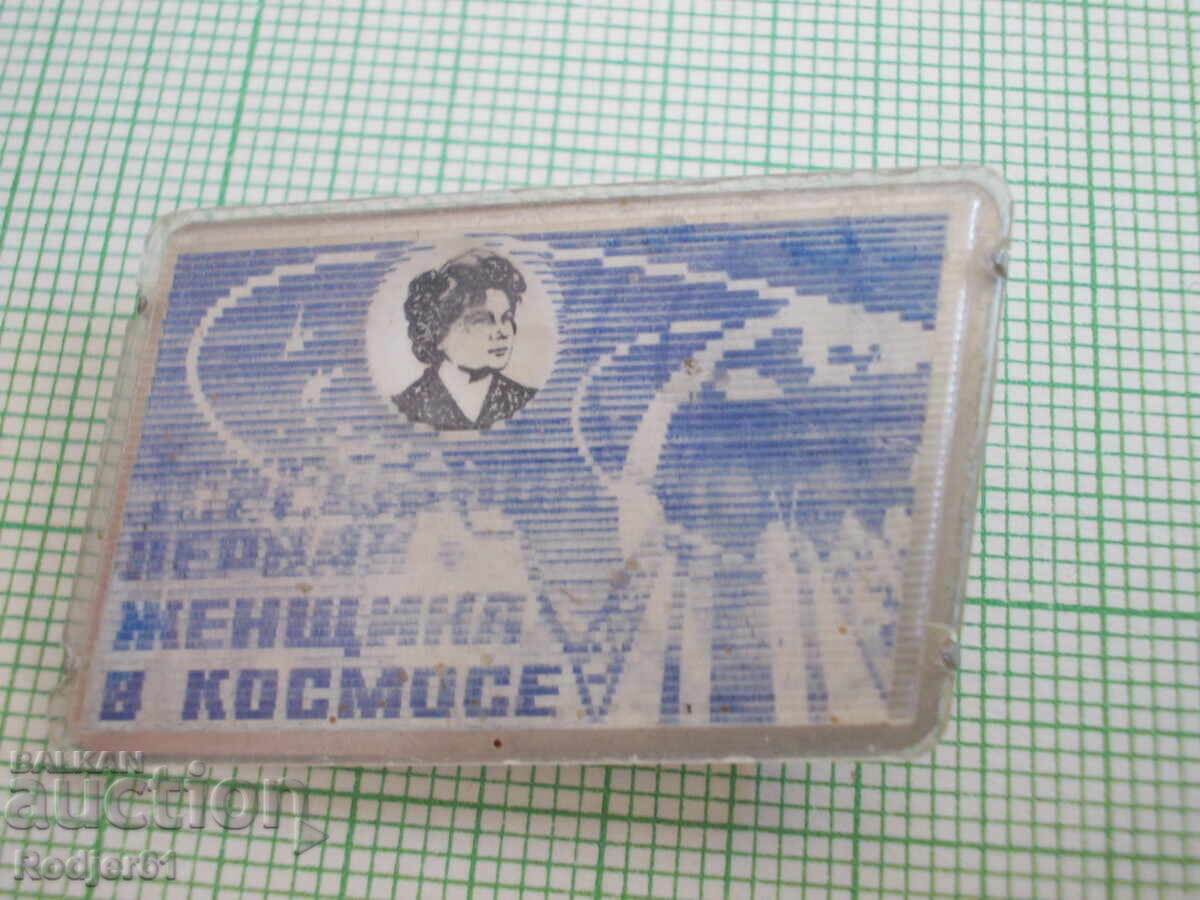 ПЕРВАЯ
ЖЕНЩИНА
В КОСМОСЕ
BALKAN
auction
Rodjer61